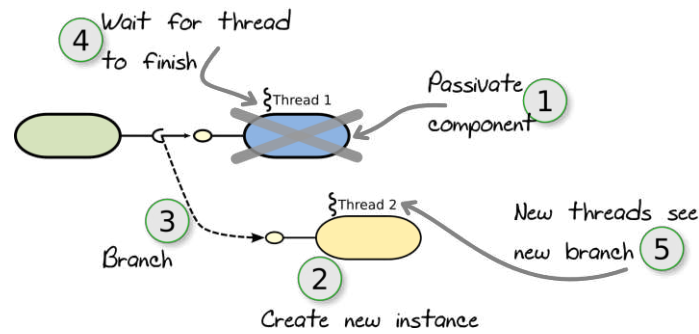 4
Wait for thread
to finish
Thread 1
Passivate
component
1
3
Branch
Thread 2
2
Create new instance
New threads see
new branch
5